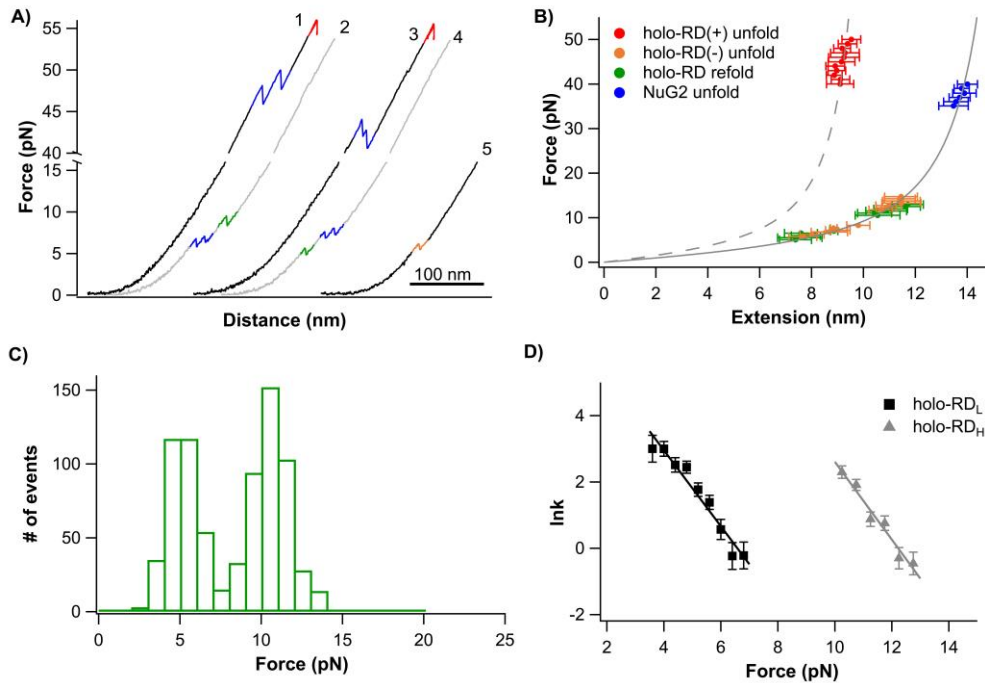 A)
55
50
45
40
15
10
5
0
Force (pN)
1
2
3
4
5
100 nm
Distance (nm)
B)
50
40
30
20
10
0
Force (pN)
holo-RD(+) unfold
holo-RD(-) unfold
holo-RD refold
NuG2 unfold
0 2 4 6 8 10 12 14
Extension (nm)
C)
150
100
50
0
# of events
0 5 10 15 20 25
Force (pN)
D)
4
2
0
-2
lnk
holo-RDL
holo-RDH
2 4 6 8 10 12 14
Force (pN)